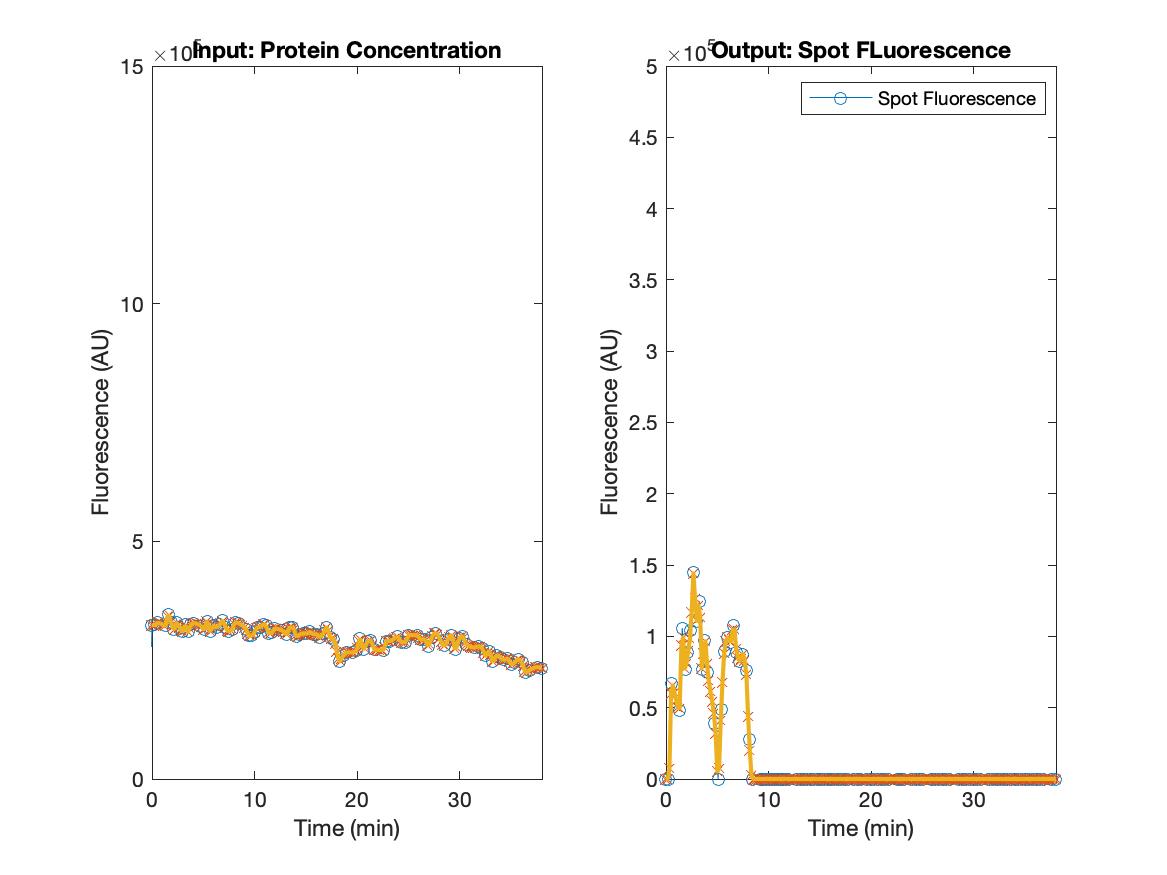 ×10⁵
Input: Protein Concentration
15
10
5
0
0 10 20 30
Fluorescence (AU)
Time (min)
×10⁵
Output: Spot FLuorescence
Spot Fluorescence
5
4.5
4
3.5
3
2.5
2
1.5
1
0.5
0
0 10 20 30
Fluorescence (AU)
Time (min)